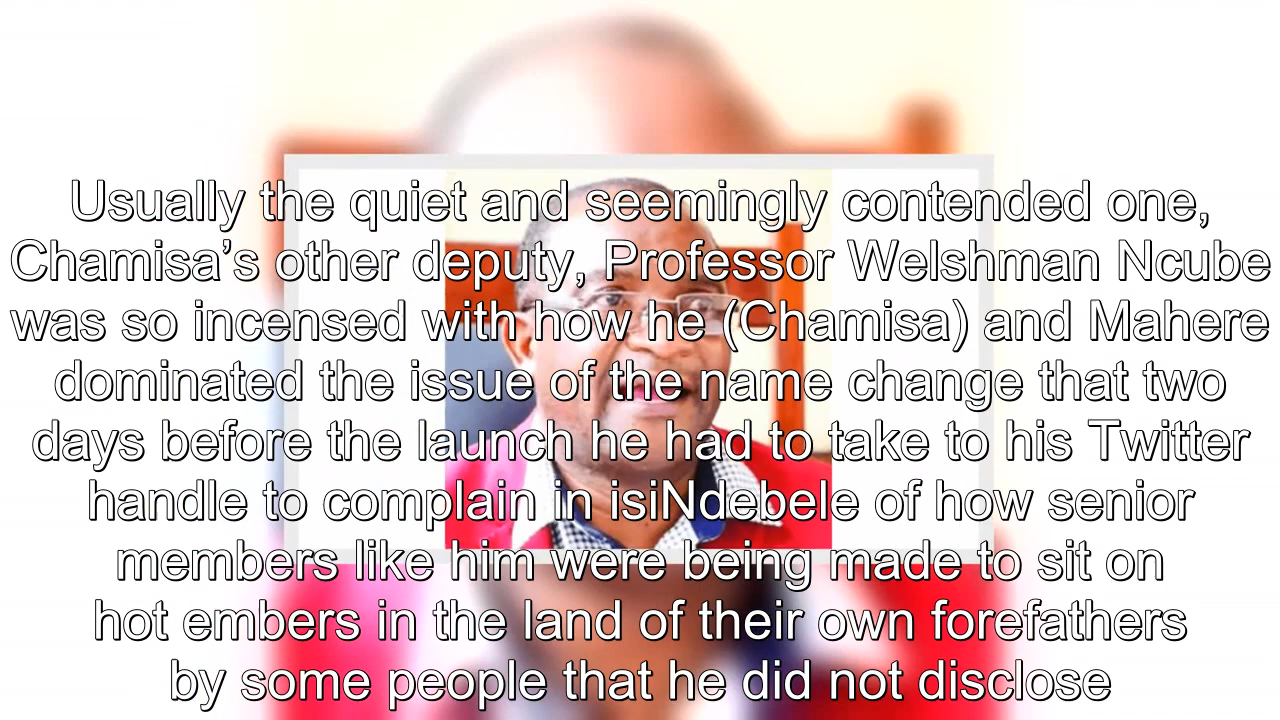 Usually the quiet and seemingly contended one,
Chamisa’s other deputy, Professor Welshman Ncube
was so incensed with how he (Chamisa) and Mahere
dominated the issue of the name change that two
days before the launch he had to take to his Twitter
handle to complain in isiNdebele of how senior
members like him were being made to sit on
hot embers in the land of their own forefathers
by some people that he did not disclose